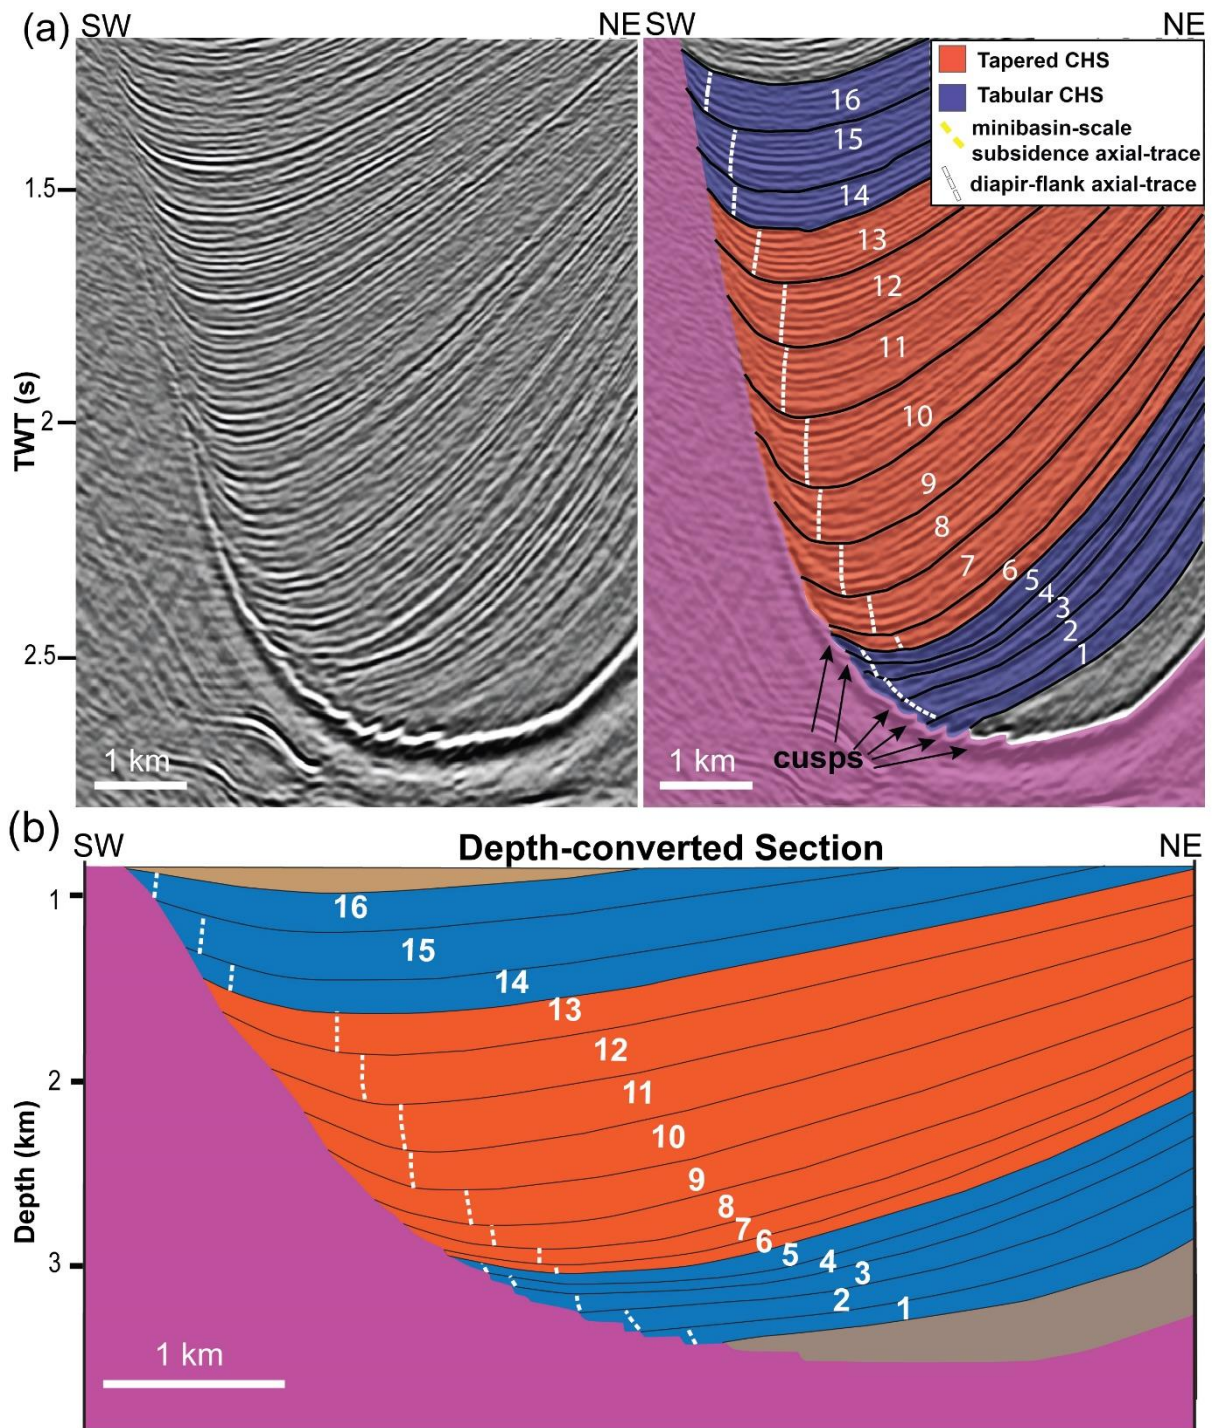 (a) SW NE SW NE
Tapered CHS
Tabular CHS
minibasin-scale
subsidence axial-trace
diapir-flank axial-trace
16
15
1.5
14
13
12
11
TWT (s)
2
10
9
8
7
6
5
4
3
2
1
2.5
cusps
1 km
1 km
(b)
SW Depth-converted Section NE
1
16
15
14
13
12
2
11
10
Depth (km)
9
8
7
6
5
4
3
3
2
1
1 km